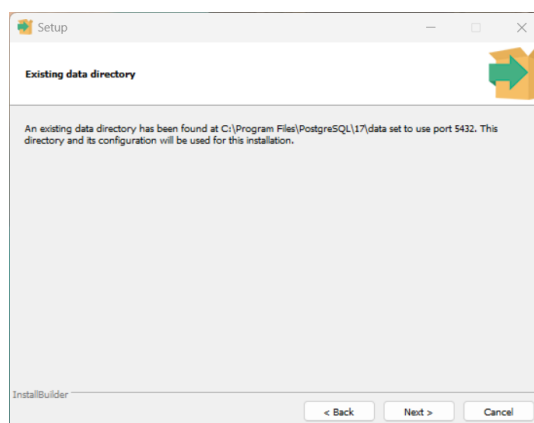 Setup
Existing data directory
An existing data directory has been found at C:\Program Files\PostgreSQL\17\data set to use port 5432. This
directory and its configuration will be used for this installation.
InstallBuilder
< Back
Next >
Cancel